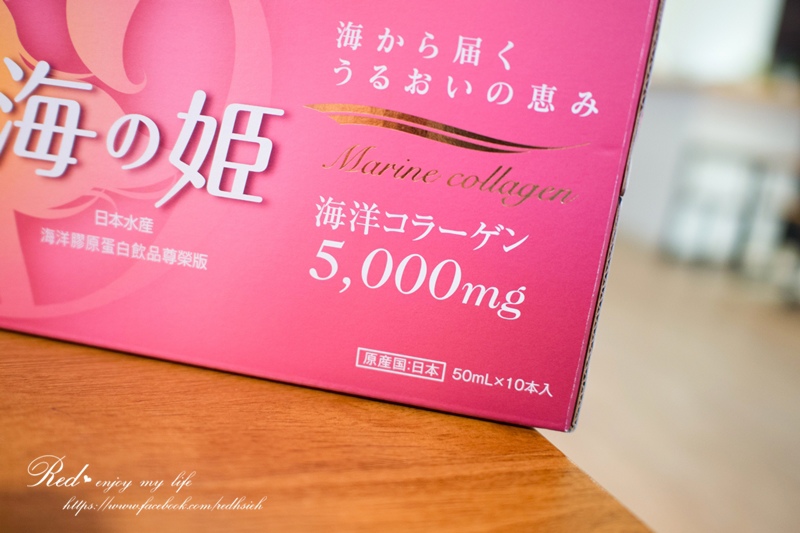 海から届く
うるおいの恵み
海の姫
Marine collagen
日本水産
海洋膠原蛋白飲品尊榮版
海洋コラーゲン
5,000mg
原産国:日本 50mL×10本入
Red enjoy my life
https://www.facebook.com/redhsieh